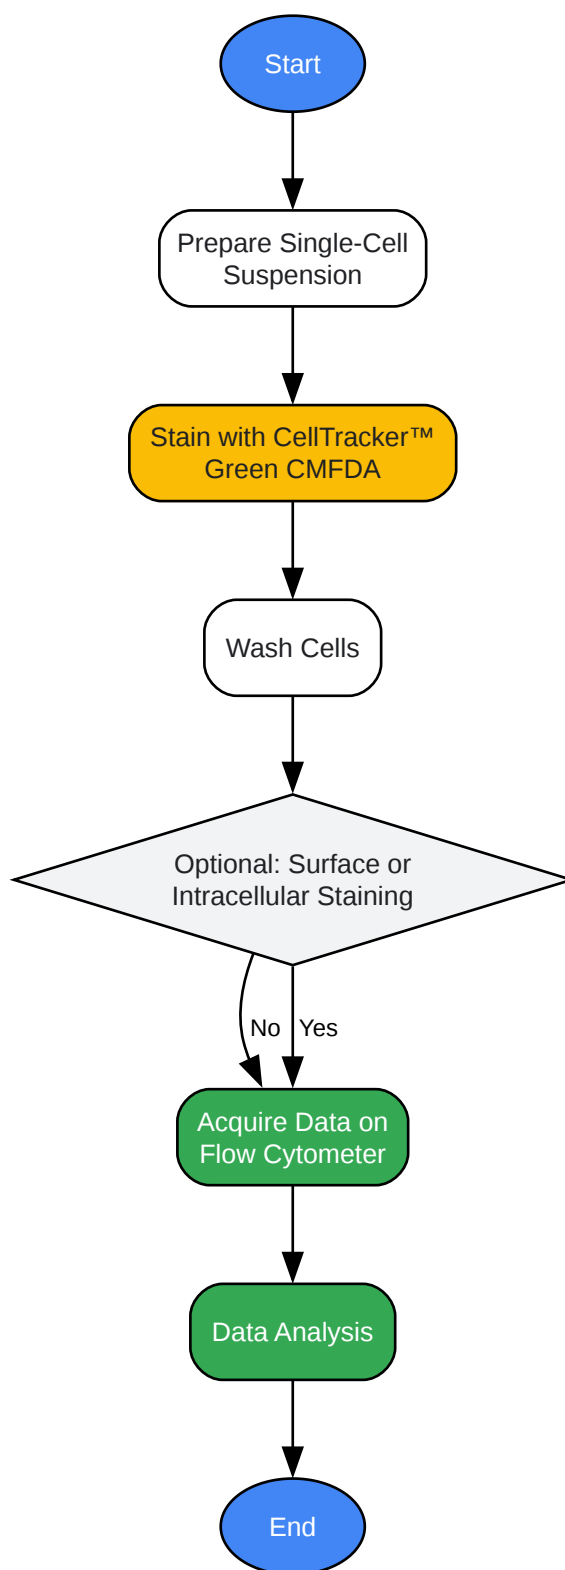 Start
Prepare Single-Cell
Suspension
Stain with CellTracker™
Green CMFDA
Wash Cells
Optional: Surface or
Intracellular Staining
No
Yes
Acquire Data on
Flow Cytometer
Data Analysis
End